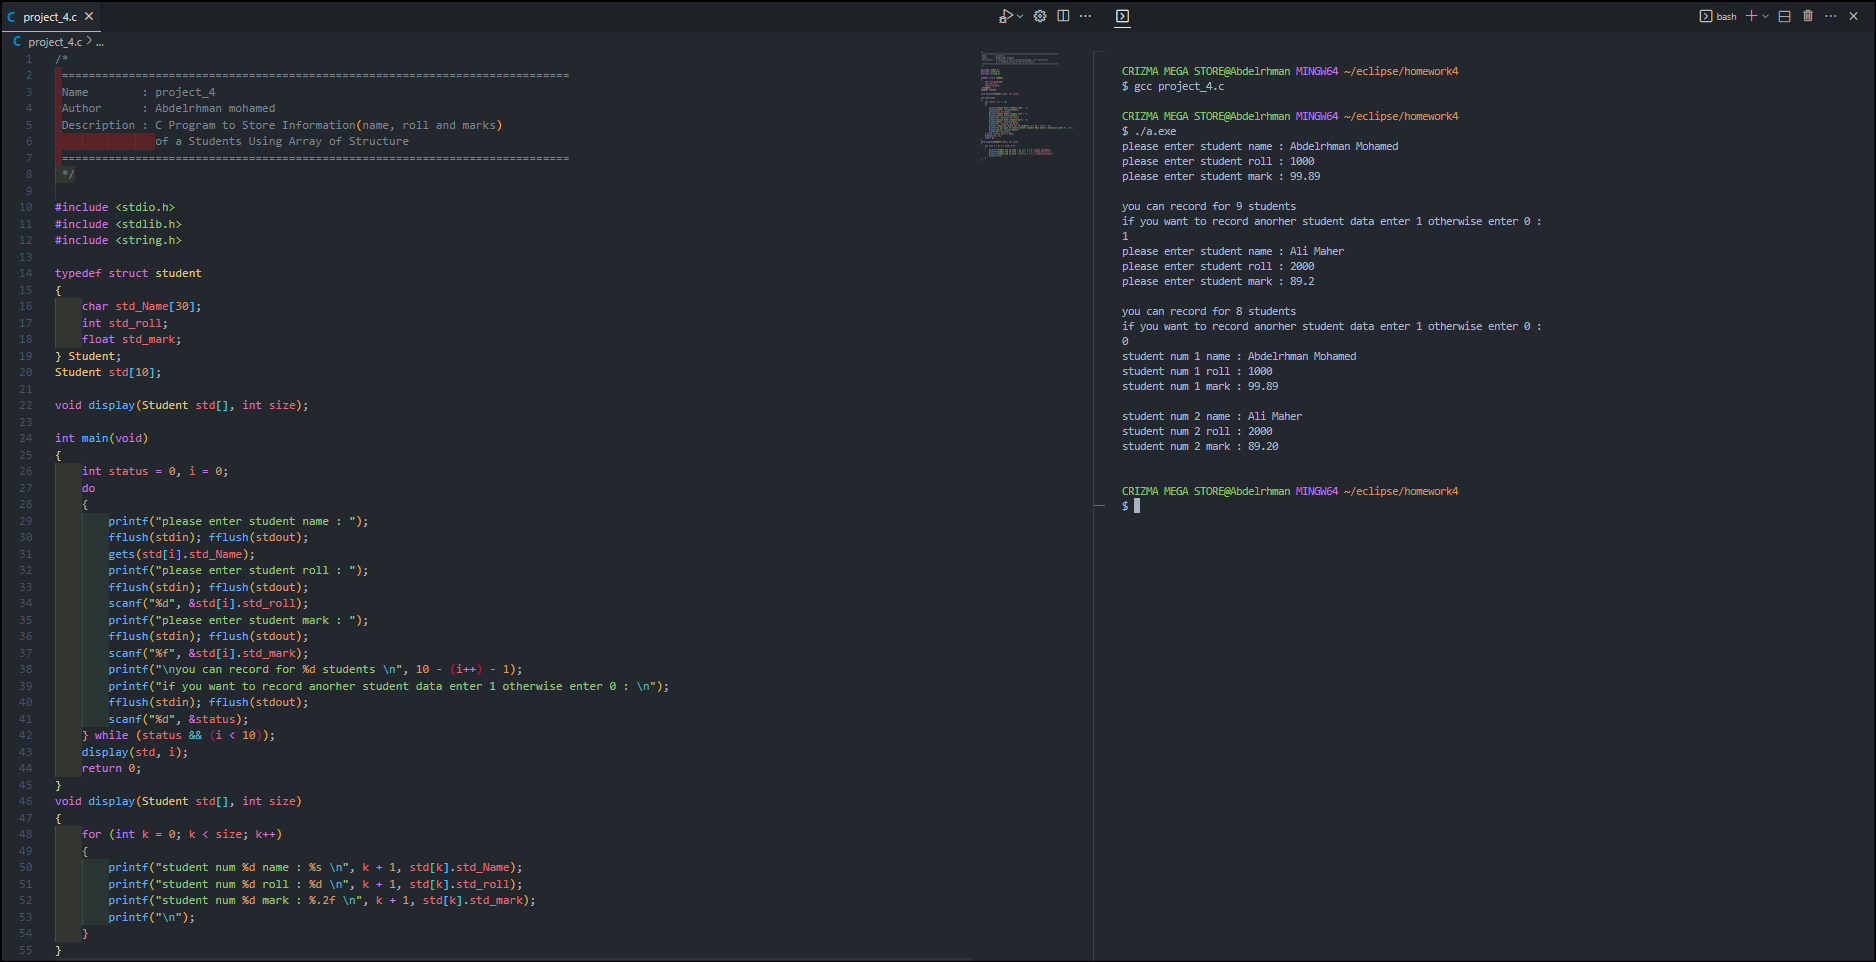 project_4.c
project_4.c > ...
1 /*
2 ============================================================================
3 Name        : project_4
4 Author      : Abdelrhman mohamed
5 Description : C Program to Store Information(name, roll and marks)
6               of a Students Using Array of Structure
7 ============================================================================
8 */
9
10 #include <stdio.h>
11 #include <stdlib.h>
12 #include <string.h>
13
14 typedef struct student
15 {
16     char std_Name[30];
17     int std_roll;
18     float std_mark;
19 } Student;
20 Student std[10];
21
22 void display(Student std[], int size);
23
24 int main(void)
25 {
26     int status = 0, i = 0;
27     do
28     {
29         printf("please enter student name : ");
30         fflush(stdin); fflush(stdout);
31         gets(std[i].std_Name);
32         printf("please enter student roll : ");
33         fflush(stdin); fflush(stdout);
34         scanf("%d", &std[i].std_roll);
35         printf("please enter student mark : ");
36         fflush(stdin); fflush(stdout);
37         scanf("%f", &std[i].std_mark);
38         printf("\nyou can record for %d students \n", 10 - (i++) - 1);
39         printf("if you want to record anorher student data enter 1 otherwise enter 0 : \n");
40         fflush(stdin); fflush(stdout);
41         scanf("%d", &status);
42     } while (status && (i < 10));
43     display(std, i);
44     return 0;
45 }
46 void display(Student std[], int size)
47 {
48     for (int k = 0; k < size; k++)
49     {
50         printf("student num %d name : %s \n", k + 1, std[k].std_Name);
51         printf("student num %d roll : %d \n", k + 1, std[k].std_roll);
52         printf("student num %d mark : %.2f \n", k + 1, std[k].std_mark);
53         printf("\n");
54     }
55 }
bash
CRIZMA MEGA STORE@Abdelrhman MINGW64 ~/eclipse/homework4
$ gcc project_4.c
CRIZMA MEGA STORE@Abdelrhman MINGW64 ~/eclipse/homework4
$ ./a.exe
please enter student name : Abdelrhman Mohamed
please enter student roll : 1000
please enter student mark : 99.89
you can record for 9 students
if you want to record anorher student data enter 1 otherwise enter 0 :
1
please enter student name : Ali Maher
please enter student roll : 2000
please enter student mark : 89.2
you can record for 8 students
if you want to record anorher student data enter 1 otherwise enter 0 :
0
student num 1 name : Abdelrhman Mohamed
student num 1 roll : 1000
student num 1 mark : 99.89
student num 2 name : Ali Maher
student num 2 roll : 2000
student num 2 mark : 89.20
CRIZMA MEGA STORE@Abdelrhman MINGW64 ~/eclipse/homework4
$